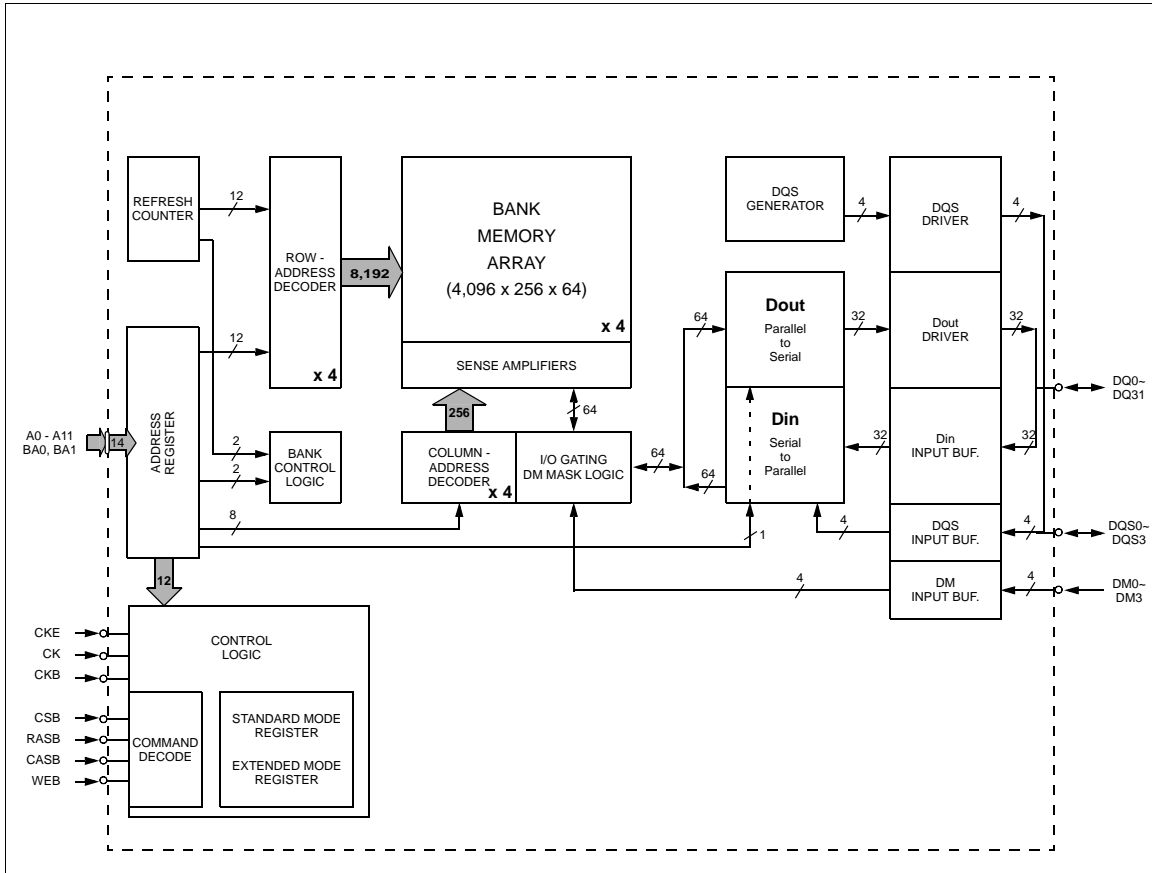 REFRESH
COUNTER
12
ROW -
ADDRESS
DECODER
x 4
8,192
BANK
MEMORY
ARRAY
(4,096 x 256 x 64)
x 4
SENSE AMPLIFIERS
DQS
GENERATOR
4
DQS
DRIVER
4
64
Dout
Parallel
to
Serial
32
Dout
DRIVER
32
12
A0 - A11
BA0, BA1
14
ADDRESS
REGISTER
2
2
BANK
CONTROL
LOGIC
256
64
COLUMN -
ADDRESS
DECODER
x 4
I/O GATING
DM MASK LOGIC
64
64
Din
Serial
to
Parallel
32
Din
INPUT BUF.
32
DQ0~
DQ31
8
1
4
DQS
INPUT BUF.
4
DQS0~
DQS3
12
4
DM
INPUT BUF.
4
DM0~
DM3
CKE
CK
CKB
CSB
RASB
CASB
WEB
CONTROL
LOGIC
COMMAND
DECODE
STANDARD MODE
REGISTER
EXTENDED MODE
REGISTER